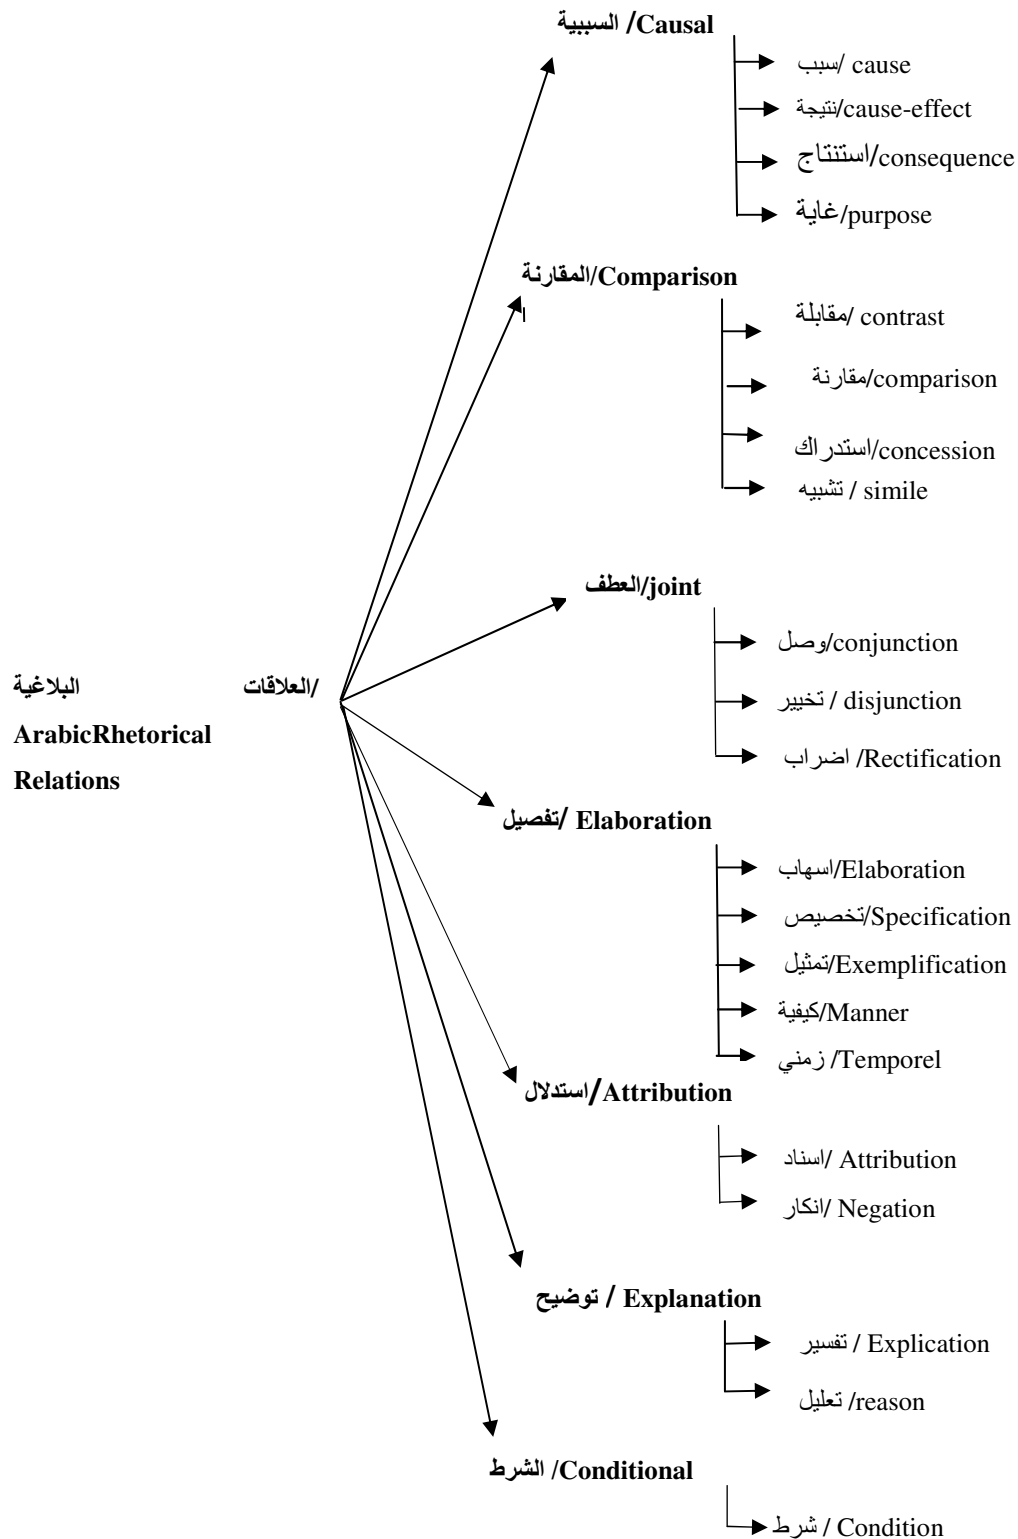 السببية /Causal
سبب/ cause
نتيجة/cause-effect
استنتاج/consequence
غاية/purpose
المقارنة/Comparison
ا
مقابلة/ contrast
مقارنة/comparison
استدراك/concession
تشبيه / simile
العطف/joint
وصل/conjunction
تخيير / disjunction
اضراب /Rectification
العلاقات البلاغية/
ArabicRhetorical
Relations
تفصيل/ Elaboration
اسهاب/Elaboration
تخصيص/Specification
تمثيل/Exemplification
كيفية/Manner
زمني /Temporel
استدلال/Attribution
اسناد/ Attribution
انكار/ Negation
توضيح / Explanation
تفسير / Explication
تعليل /reason
الشرط /Conditional
شرط / Condition